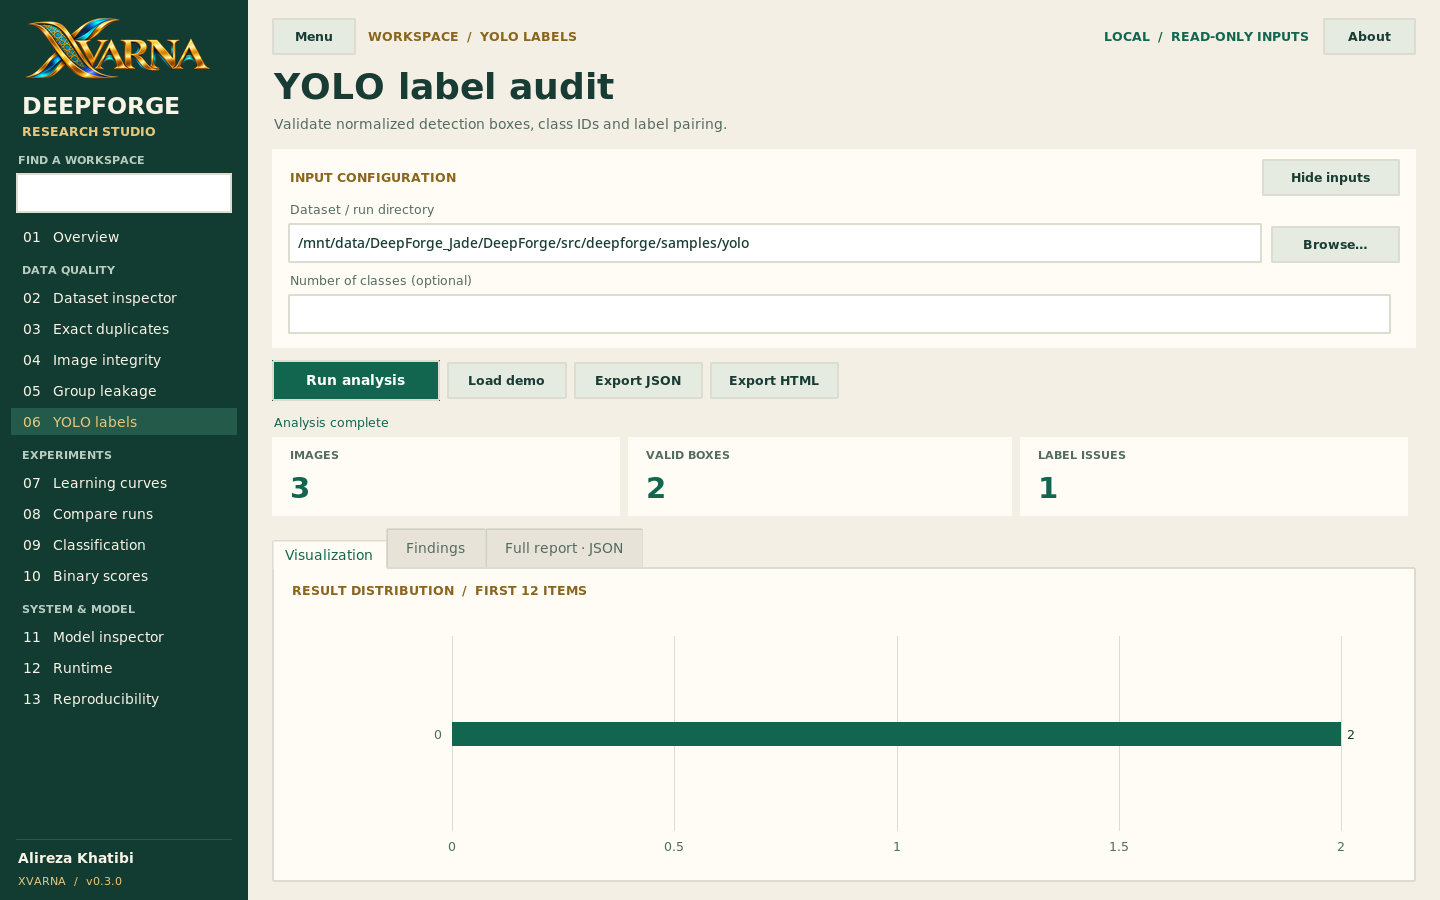 XVARNA
DEEPFORGE
RESEARCH STUDIO
FIND A WORKSPACE
01 Overview
DATA QUALITY
02 Dataset inspector
03 Exact duplicates
04 Image integrity
05 Group leakage
06 YOLO labels
EXPERIMENTS
07 Learning curves
08 Compare runs
09 Classification
10 Binary scores
SYSTEM & MODEL
11 Model inspector
12 Runtime
13 Reproducibility
Alireza Khatibi
XVARNA / v0.3.0
Menu
WORKSPACE / YOLO LABELS
LOCAL / READ-ONLY INPUTS
About
YOLO label audit
Validate normalized detection boxes, class IDs and label pairing.
INPUT CONFIGURATION
Hide inputs
Dataset / run directory
/mnt/data/DeepForge_Jade/DeepForge/src/deepforge/samples/yolo
Browse...
Number of classes (optional)
Run analysis
Load demo
Export JSON
Export HTML
Analysis complete
IMAGES
3
VALID BOXES
2
LABEL ISSUES
1
Visualization
Findings
Full report · JSON
RESULT DISTRIBUTION / FIRST 12 ITEMS
0
2
0 0.5 1 1.5 2